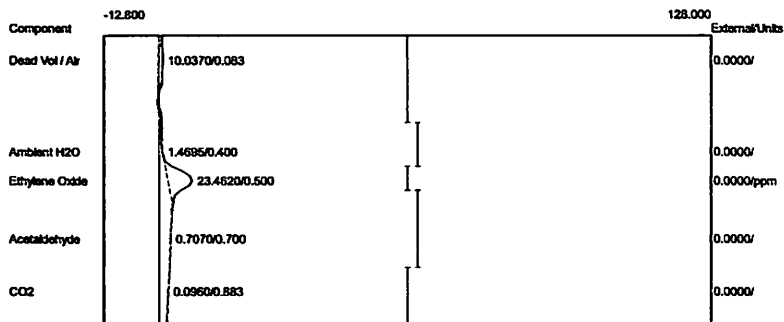 -12.800 128.000
Component External/Units
Dead Vol / Air 10.0370/0.083 0.0000/
Ambient H2O 1.4695/0.400 0.0000/
Ethylene Oxide 23.4620/0.500 0.0000/ppm
Acetaldehyde 0.7070/0.700 0.0000/
CO2 0.0960/0.883 0.0000/